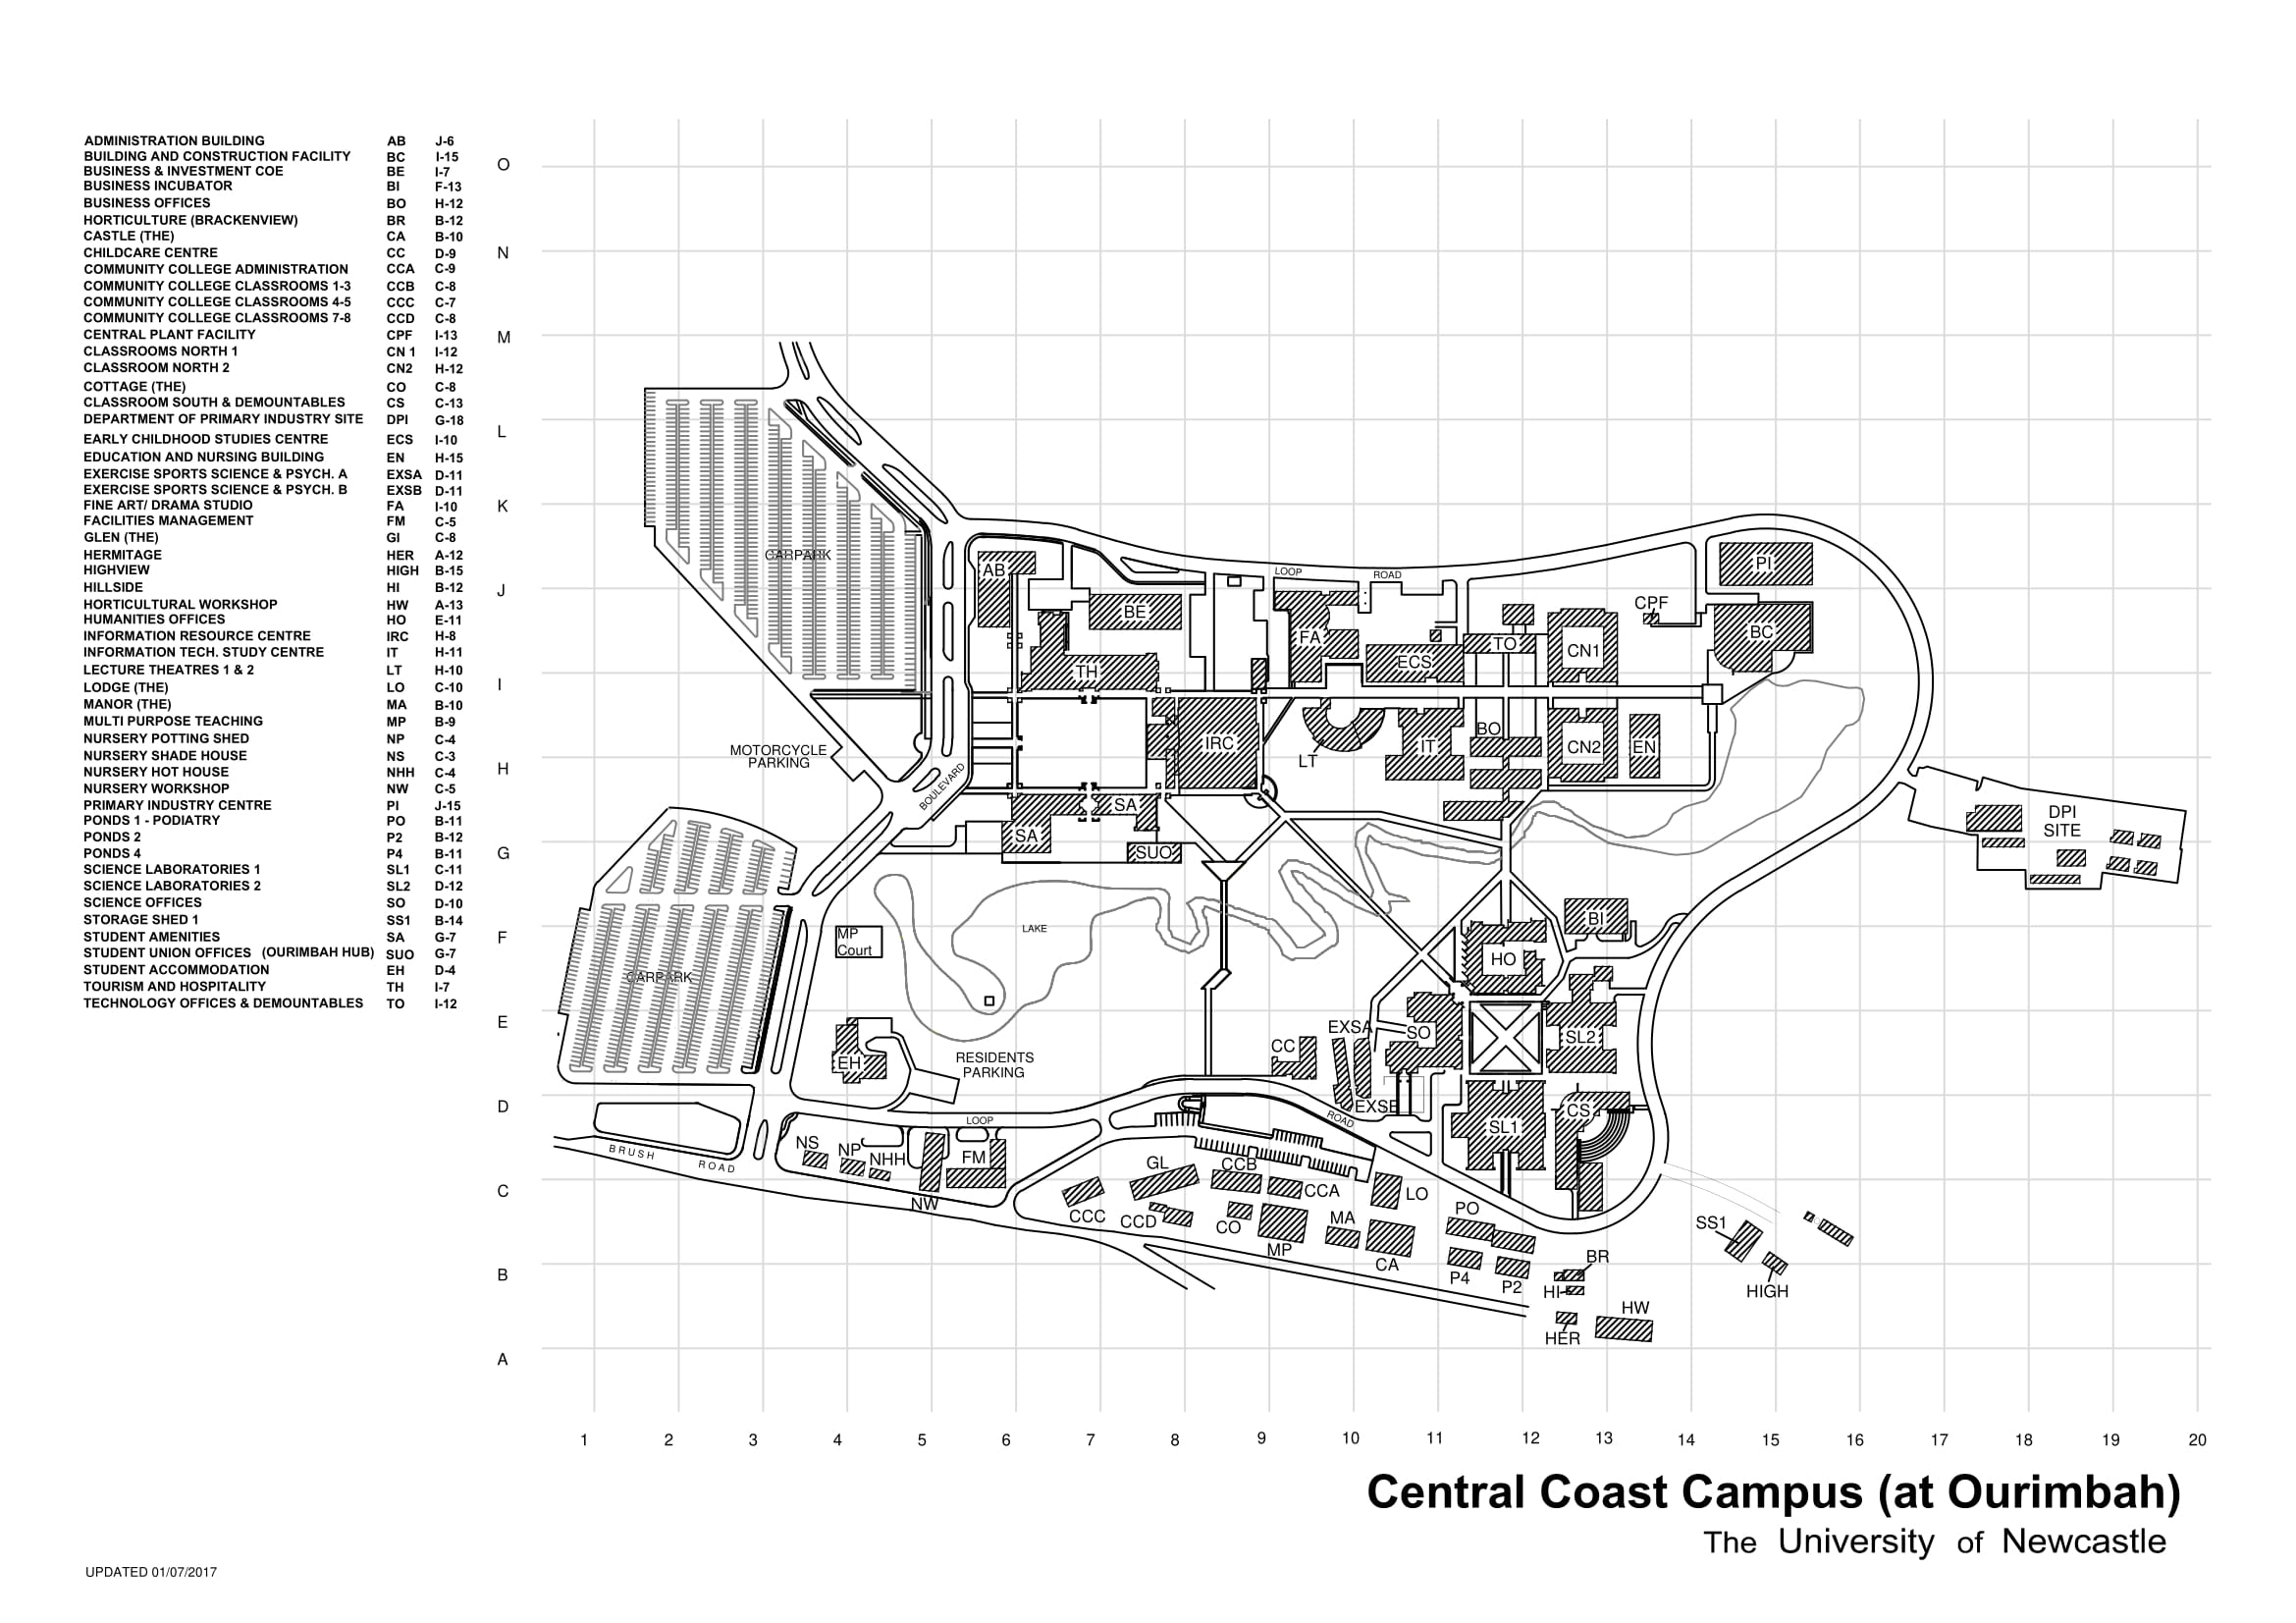 ADMINISTRATION BUILDING AB J-6
BUILDING AND CONSTRUCTION FACILITY BC I-15
BUSINESS & INVESTMENT COE BE I-7
BUSINESS INCUBATOR BI F-13
BUSINESS OFFICES BO H-12
HORTICULTURE (BRACKENVIEW) BR B-12
CASTLE (THE) CA B-10
CHILDCARE CENTRE CC D-9
COMMUNITY COLLEGE ADMINISTRATION CCA C-9
COMMUNITY COLLEGE CLASSROOMS 1-3 CCB C-8
COMMUNITY COLLEGE CLASSROOMS 4-5 CCC C-7
COMMUNITY COLLEGE CLASSROOMS 7-8 CCD C-8
CENTRAL PLANT FACILITY CPF I-13
CLASSROOMS NORTH 1 CN 1 I-12
CLASSROOM NORTH 2 CN2 H-12
COTTAGE (THE) CO C-8
CLASSROOM SOUTH & DEMOUNTABLES CS C-13
DEPARTMENT OF PRIMARY INDUSTRY SITE DPI G-18
EARLY CHILDHOOD STUDIES CENTRE ECS I-10
EDUCATION AND NURSING BUILDING EN H-15
EXERCISE SPORTS SCIENCE & PSYCH. A EXSA D-11
EXERCISE SPORTS SCIENCE & PSYCH. B EXSB D-11
FINE ART/ DRAMA STUDIO FA I-10
FACILITIES MANAGEMENT FM C-5
GLEN (THE) GI C-8
HERMITAGE HER A-12
HIGHVIEW HIGH B-15
HILLSIDE HI B-12
HORTICULTURAL WORKSHOP HW A-13
HUMANITIES OFFICES HO E-11
INFORMATION RESOURCE CENTRE IRC H-8
INFORMATION TECH. STUDY CENTRE IT H-11
LECTURE THEATRES 1 & 2 LT H-10
LODGE (THE) LO C-10
MANOR (THE) MA B-10
MULTI PURPOSE TEACHING MP B-9
NURSERY POTTING SHED NP C-4
NURSERY SHADE HOUSE NS C-3
NURSERY HOT HOUSE NHH C-4
NURSERY WORKSHOP NW C-5
PRIMARY INDUSTRY CENTRE PI J-15
PONDS 1 - PODIATRY PO B-11
PONDS 2 P2 B-12
PONDS 4 P4 B-11
SCIENCE LABORATORIES 1 SL1 C-11
SCIENCE LABORATORIES 2 SL2 D-12
SCIENCE OFFICES SO D-10
STORAGE SHED 1 SS1 B-14
STUDENT AMENITIES SA G-7
STUDENT UNION OFFICES (OURIMBAH HUB) SUO G-7
STUDENT ACCOMMODATION EH D-4
TOURISM AND HOSPITALITY TH I-7
TECHNOLOGY OFFICES & DEMOUNTABLES TO I-12
O
N
M
L
K
J
I
H
G
F
E
D
C
B
A
CARPARK
AB
LOOP ROAD
PI
BE
CPF
FA
TO
CN1
BC
ECS
TH
MOTORCYCLE
PARKING
BOULEVARD
IRC
LT
IT
BO
CN2
EN
SA
SA
SUO
DPI
SITE
MP
Court
LAKE
BI
HO
CARPARK
EXSA
SO
SL2
CC
EH
RESIDENTS
PARKING
EXSB
CS
LOOP
ROAD
SL1
BRUSH ROAD
NS
NP
NHH
FM
NW
GL
CCB
CCA
LO
CCC
CCD
CO
MP
MA
CA
PO
P4
P2
SS1
BR
HI
HIGH
HW
HER
1 2 3 4 5 6 7 8 9 10 11 12 13 14 15 16 17 18 19 20
Central Coast Campus (at Ourimbah)
The University of Newcastle
UPDATED 01/07/2017